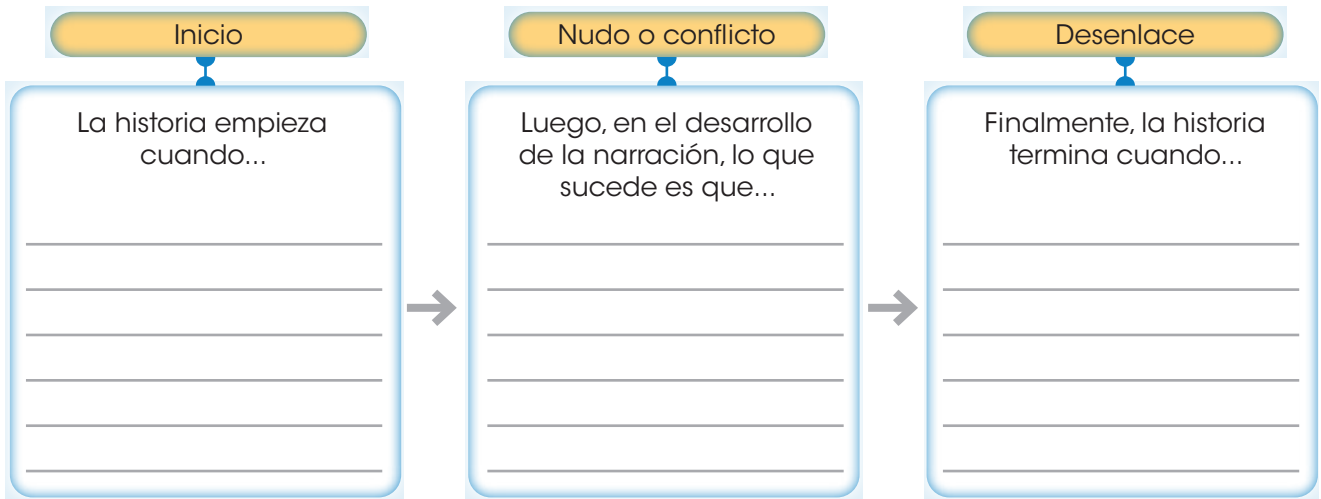 Inicio
La historia empieza
cuando...
Nudo o conflicto
Luego, en el desarrollo
de la narración, lo que
sucede es que...
Desenlace
Finalmente, la historia
termina cuando...